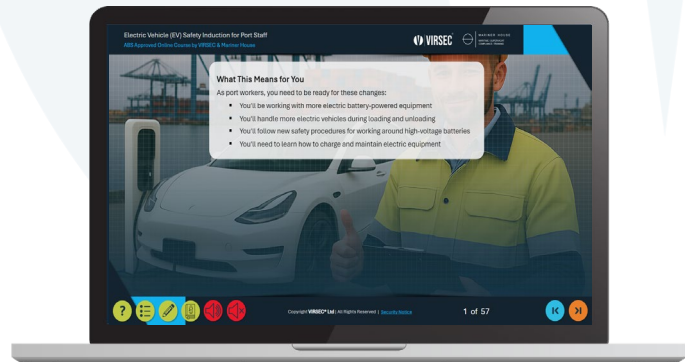 Electric Vehicle (EV) Safety Induction for Port Staff
ABS Approved Online Course by VIRSEC & Mariner House
VIRSEC
MARINER HOUSE
What This Means for You
As port workers, you need to be ready for these changes:
▪ You'll be working with more electric battery-powered equipment
▪ You'll handle more electric vehicles during loading and unloading
▪ You'll follow new safety procedures for working around high-voltage batteries
▪ You'll need to learn how to charge and maintain electric equipment
?
Copyright VIRSEC® Ltd | All Rights Reserved | Security Notice
1 of 57